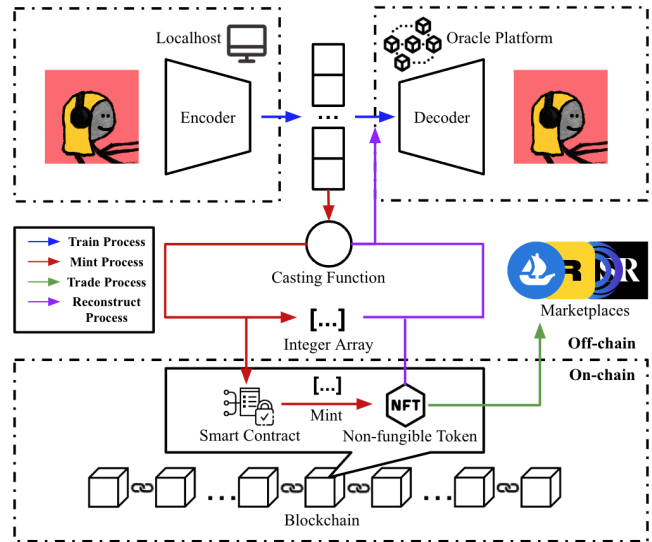 Localhost
Oracle Platform
Encoder
...
Decoder
Train Process
Mint Process
Trade Process
Reconstruct
Process
Casting Function
[...]
Integer Array
R
R
Marketplaces
Off-chain
On-chain
[...]
Mint
NFT
Smart Contract
Non-fungible Token
...
...
Blockchain